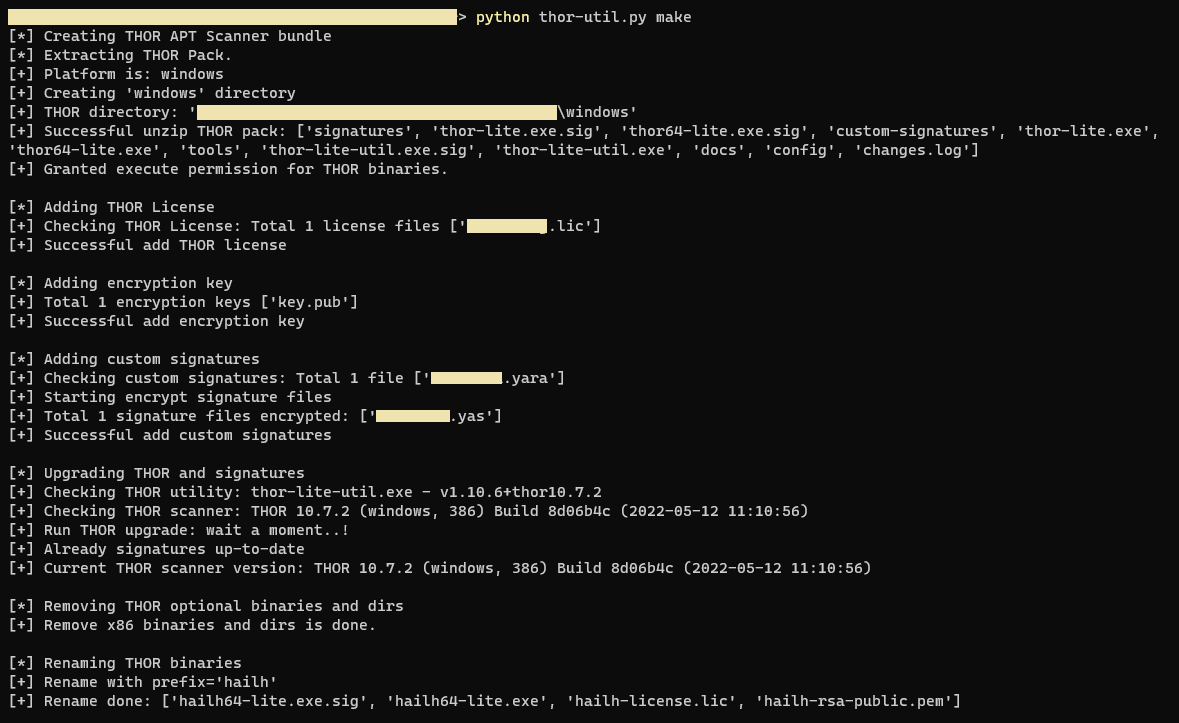 > python thor-util.py make
[*] Creating THOR APT Scanner bundle
[*] Extracting THOR Pack.
[+] Platform is: windows
[+] Creating 'windows' directory
[+] THOR directory: '\windows'
[+] Successful unzip THOR pack: ['signatures', 'thor-lite.exe.sig', 'thor64-lite.exe.sig', 'custom-signatures', 'thor-lite.exe',
'thor64-lite.exe', 'tools', 'thor-lite-util.exe.sig', 'thor-lite-util.exe', 'docs', 'config', 'changes.log']
[+] Granted execute permission for THOR binaries.

[*] Adding THOR License
[+] Checking THOR License: Total 1 license files ['.lic']
[+] Successful add THOR license

[*] Adding encryption key
[+] Total 1 encryption keys ['key.pub']
[+] Successful add encryption key

[*] Adding custom signatures
[+] Checking custom signatures: Total 1 file ['.yara']
[+] Starting encrypt signature files
[+] Total 1 signature files encrypted: ['.yas']
[+] Successful add custom signatures

[*] Upgrading THOR and signatures
[+] Checking THOR utility: thor-lite-util.exe - v1.10.6+thor10.7.2
[+] Checking THOR scanner: THOR 10.7.2 (windows, 386) Build 8d06b4c (2022-05-12 11:10:56)
[+] Run THOR upgrade: wait a moment..!
[+] Already signatures up-to-date
[+] Current THOR scanner version: THOR 10.7.2 (windows, 386) Build 8d06b4c (2022-05-12 11:10:56)

[*] Removing THOR optional binaries and dirs
[+] Remove x86 binaries and dirs is done.

[*] Renaming THOR binaries
[+] Rename with prefix='hailh'
[+] Rename done: ['hailh64-lite.exe.sig', 'hailh64-lite.exe', 'hailh-license.lic', 'hailh-rsa-public.pem']